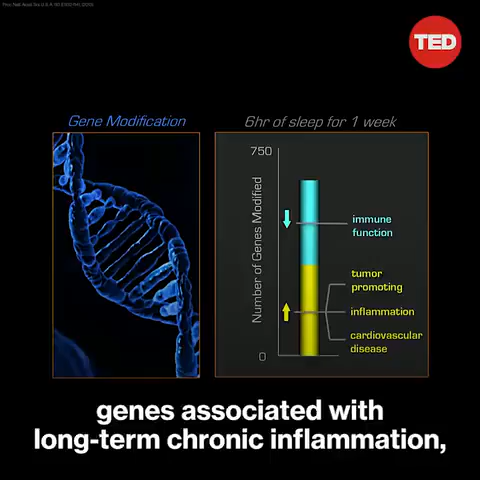 TED
Gene Modification
6hr of sleep for 1 week
750
Number of Genes Modified
immune
function
tumor
promoting
inflammation
cardiovascular
disease
0
genes associated with
long-term chronic inflammation,